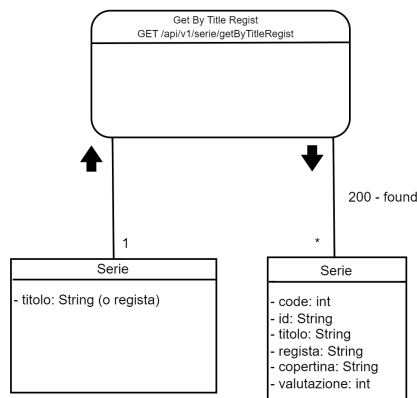 Get By Title Regist
GET /api/v1/serie/getByTitleRegist
200 - found
1
*
Serie
- titolo: String (o regista)
Serie
- code: int
- id: String
- titolo: String
- regista: String
- copertina: String
- valutazione: int